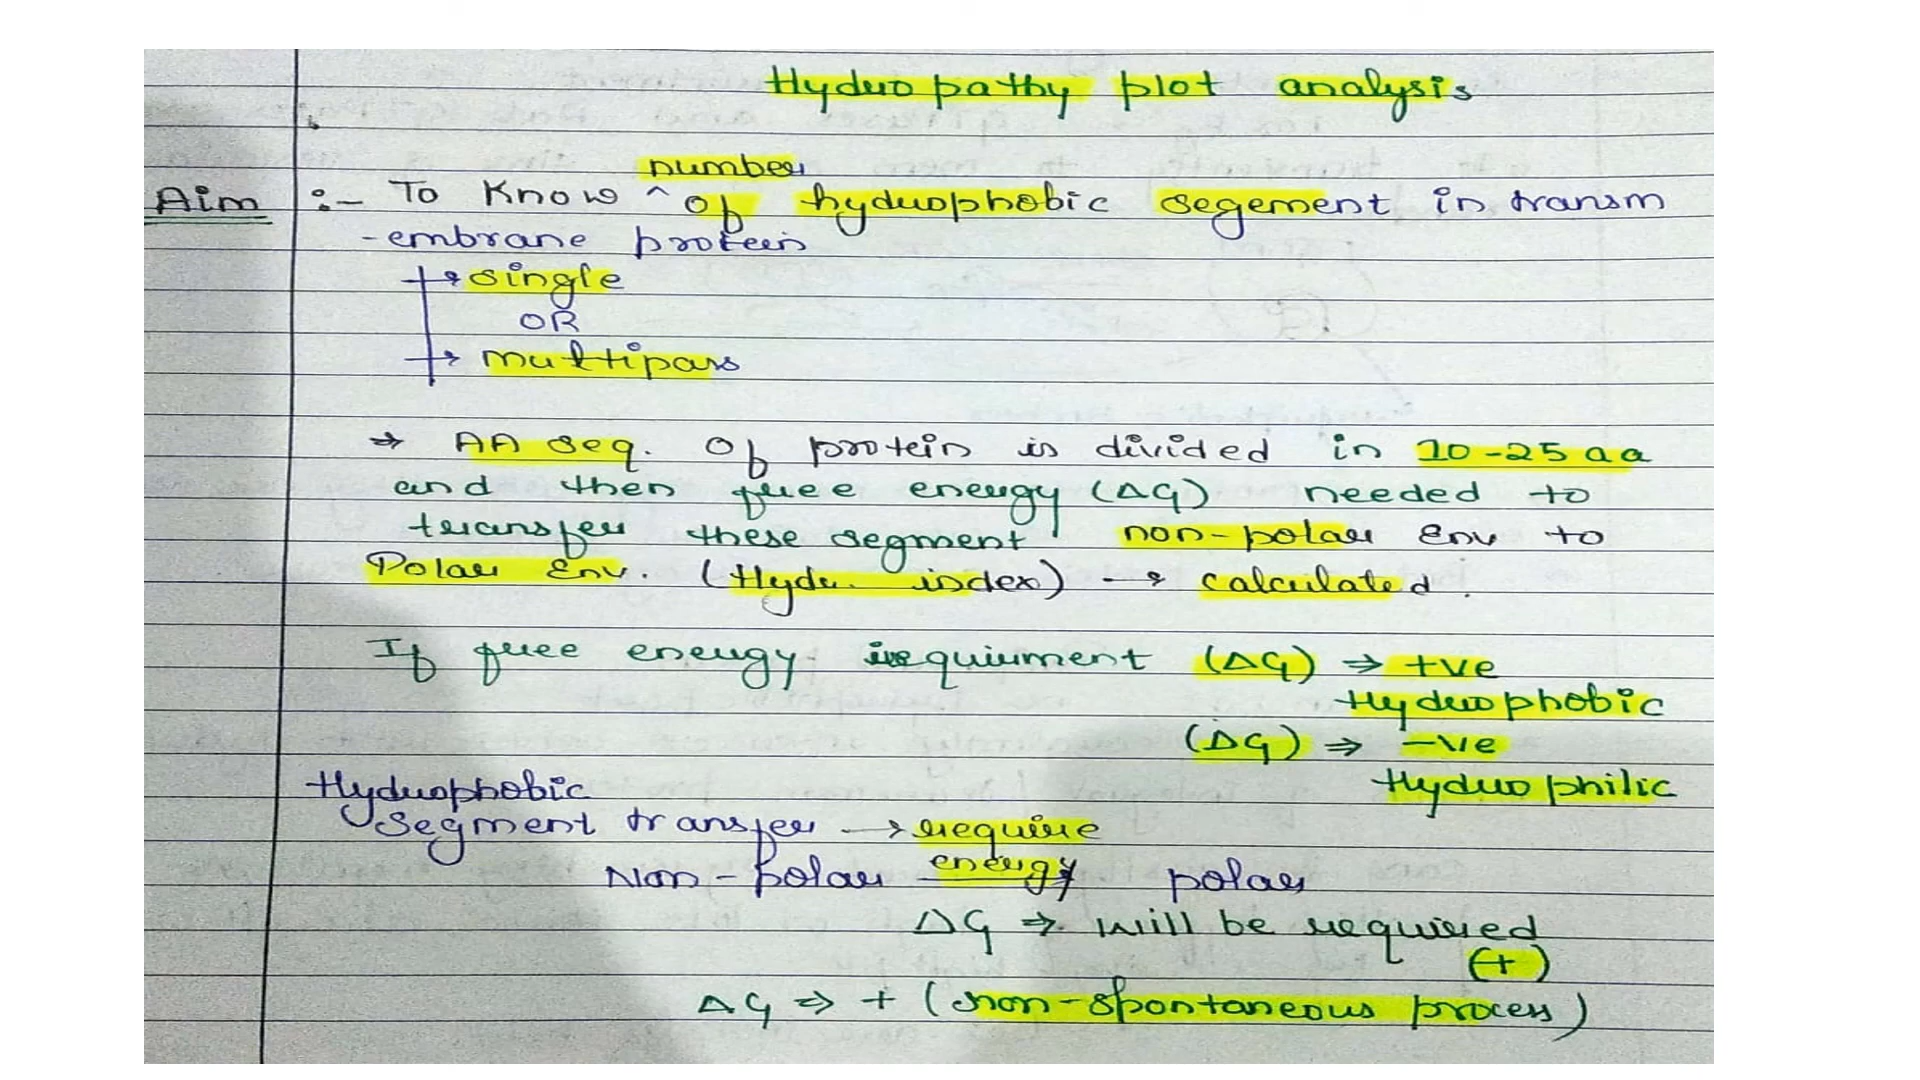 Hydropathy plot analysis
number
Aim :- To Know ^ of hydrophobic segement in transm
-embrane protein
→ single
OR
→ multipass
⇒ AA seq. of protein is divided in 10-25 aa
and then free energy (ΔG) needed to
transfer these segment non-polar Env to
Polar Env. (Hydr. index) --→ calculated.
If free energy requirment (ΔG) ⇒ +ve
Hydrophobic
(ΔG) ⇒ -ve
Hydrophilic
Hydrophobic
segment transfer → require
energy
Non-polar polar
ΔG ⇒ will be required
(+)
ΔG ⇒ + (non-spontaneous process)